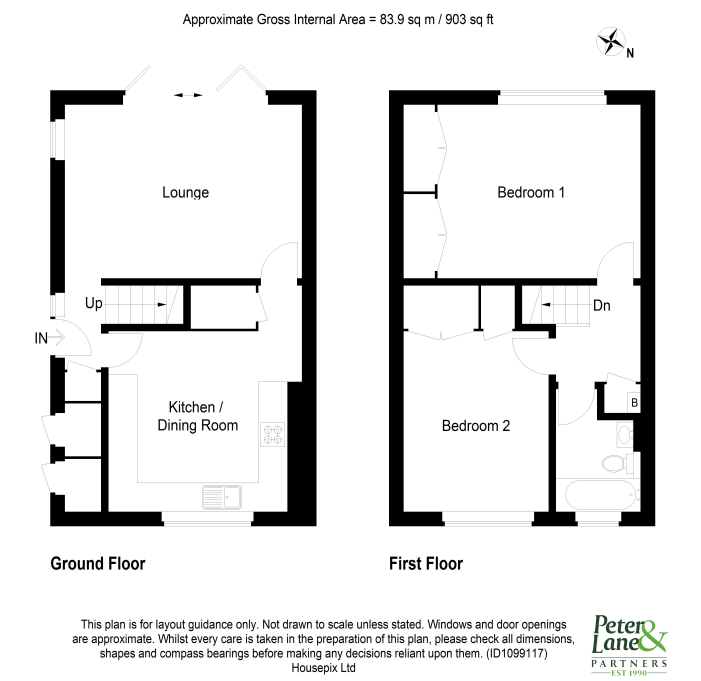 Approximate Gross Internal Area = 83.9 sq m / 903 sq ft
N
Lounge
Up
IN
Kitchen /
Dining Room
Bedroom 1
Dn
B
Bedroom 2
Ground Floor
First Floor
This plan is for layout guidance only. Not drawn to scale unless stated. Windows and door openings
are approximate. Whilst every care is taken in the preparation of this plan, please check all dimensions,
shapes and compass bearings before making any decisions reliant upon them. (ID1099117)
Housepix Ltd
Peter &
Lane
PARTNERS
EST 1990